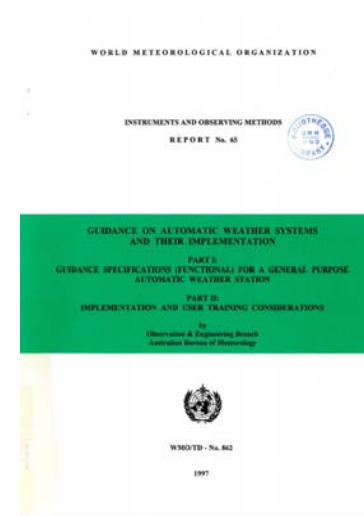 WORLD METEOROLOGICAL ORGANIZATION
INSTRUMENTS AND OBSERVING METHODS
REPORT No. 65
GUIDANCE ON AUTOMATIC WEATHER SYSTEMS
AND THEIR IMPLEMENTATION
PART I:
GUIDANCE SPECIFICATIONS (FUNCTIONAL) FOR A GENERAL PURPOSE
AUTOMATIC WEATHER STATION
PART II:
IMPLEMENTATION AND USER TRAINING CONSIDERATIONS
by
Observation & Engineering Branch
Australian Bureau of Meteorology
WMO/TD - No. 862
1997